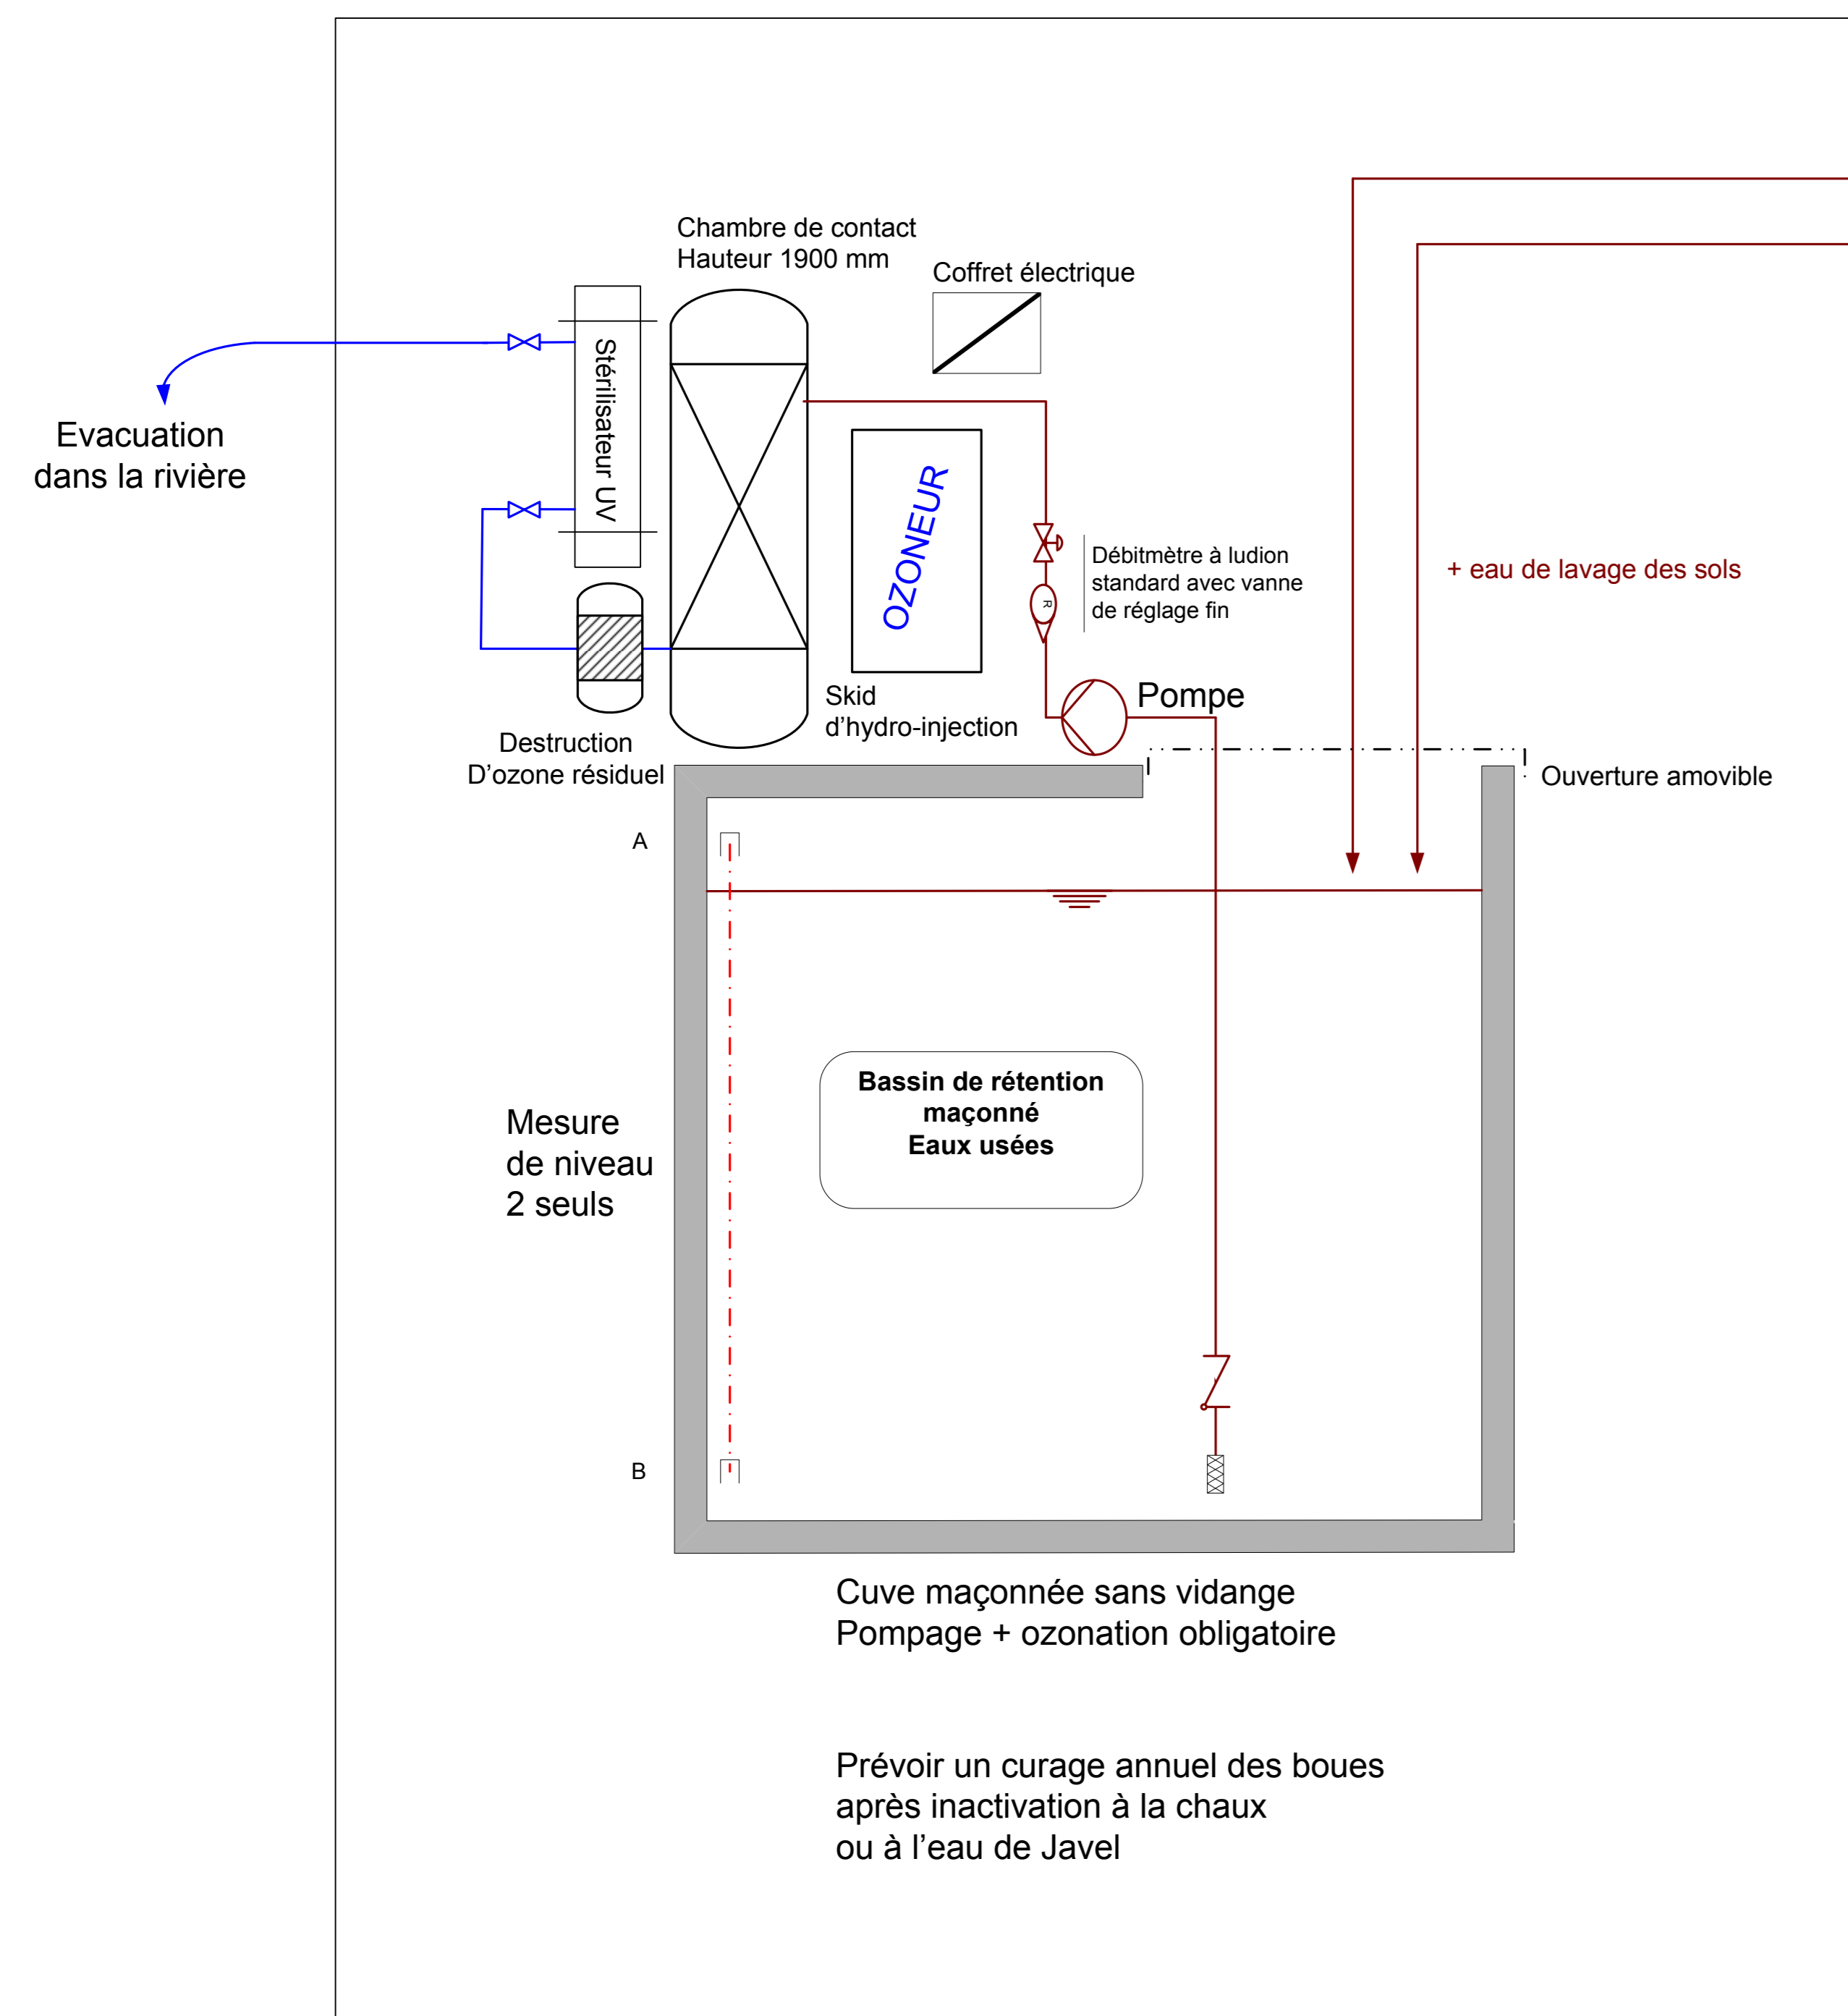 Chambre de contact
Hauteur 1900 mm
Coffret électrique
Stérilisateur UV
Evacuation
dans la rivière
OZONEUR
Débitmètre à ludion
standard avec vanne
de réglage fin
R
+ eau de lavage des sols
Skid
d’hydro-injection
Pompe
Destruction
D’ozone résiduel
Ouverture amovible
A
Bassin de rétention
maçonné
Eaux usées
Mesure
de niveau
2 seuls
B
Cuve maçonnée sans vidange
Pompage + ozonation obligatoire
Prévoir un curage annuel des boues
après inactivation à la chaux
ou à l’eau de Javel